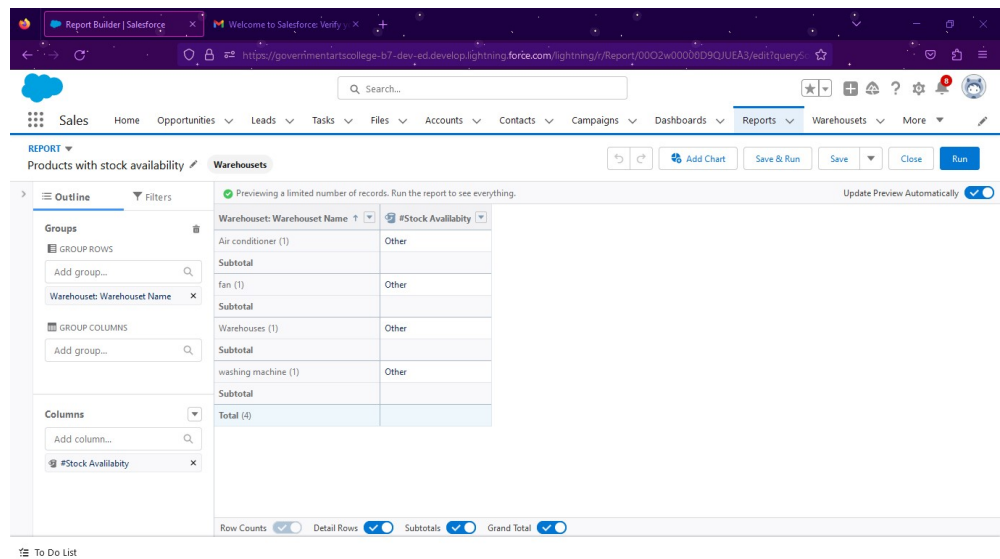 Report Builder | Salesforce
Welcome to Salesforce: Verify y
https://governmentartscollege-b7-dev-ed.develop.lightning.force.com/lightning/r/Report/00O2w00006D9QJUEA3/edit?queryS
Search...
Sales Home Opportunities Leads Tasks Files Accounts Contacts Campaigns Dashboards Reports Warehousets More
REPORT
Products with stock availability Warehousets
Add Chart Save & Run Save Close Run
Outline Filters
Previewing a limited number of records. Run the report to see everything.
Update Preview Automatically
Groups
GROUP ROWS
Add group...
Warehouset: Warehouset Name
GROUP COLUMNS
Add group...
Columns
Add column...
#Stock Avalilabity
Warehouset: Warehouset Name #Stock Avalilabity
Air conditioner (1) Other
Subtotal
fan (1) Other
Subtotal
Warehouses (1) Other
Subtotal
washing machine (1) Other
Subtotal
Total (4)
Row Counts Detail Rows Subtotals Grand Total
To Do List